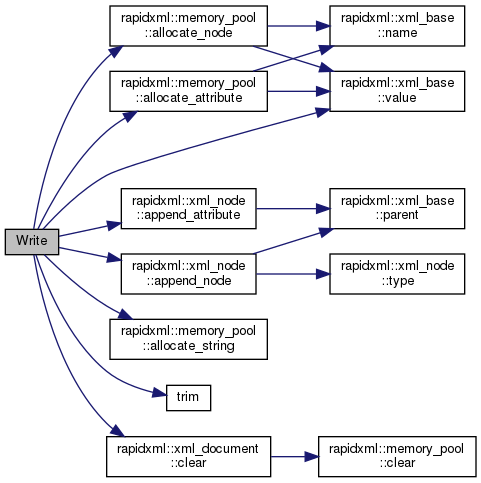 Write
rapidxml::memory_pool
::allocate_node
rapidxml::memory_pool
::allocate_attribute
rapidxml::xml_node
::append_attribute
rapidxml::xml_node
::append_node
rapidxml::memory_pool
::allocate_string
trim
rapidxml::xml_document
::clear
rapidxml::xml_base
::name
rapidxml::xml_base
::value
rapidxml::xml_base
::parent
rapidxml::xml_node
::type
rapidxml::memory_pool
::clear